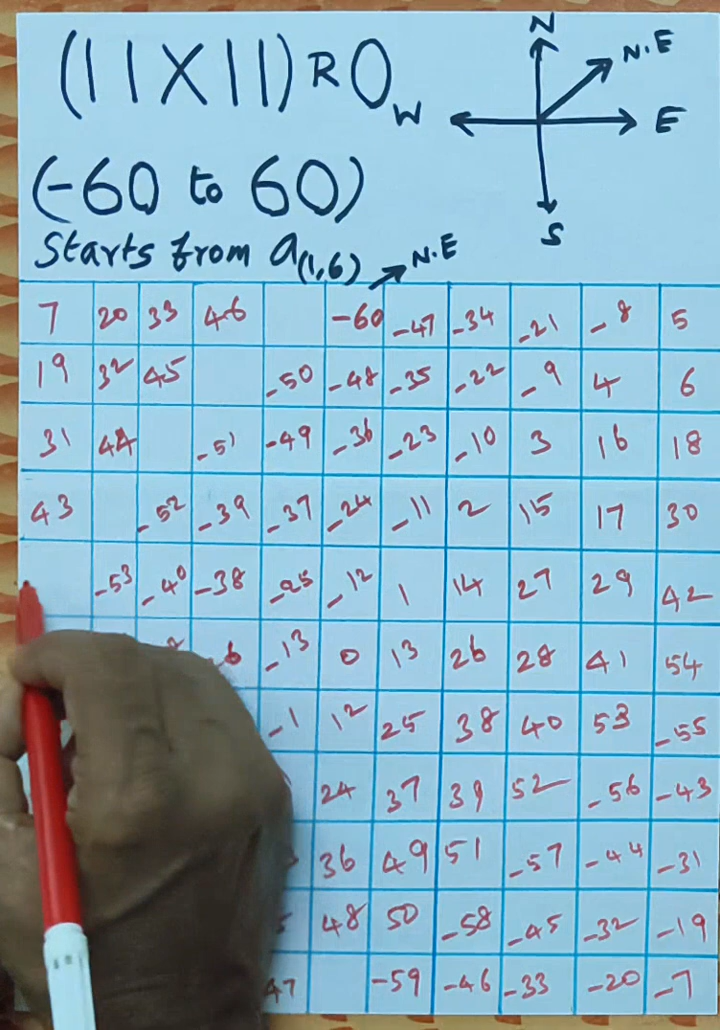 (11×11) RO
N
N.E
W E
S
(-60 to 60)
Starts from a(1,6) N.E
7 20 33 46 -60 -47 -34 -21 -8 5
19 32 45 -50 -48 -35 -22 -9 4 6
31 44 -51 -49 -36 -23 -10 3 16 18
43 -52 -39 -37 -24 -11 2 15 17 30
-53 -40 -38 -25 -12 1 14 27 29 42
-13 0 13 26 28 41 54
-1 12 25 38 40 53 -55
24 37 39 52 -56 -43
36 49 51 -57 -44 -31
48 50 -58 -45 -32 -19
47 -59 -46 -33 -20 -7